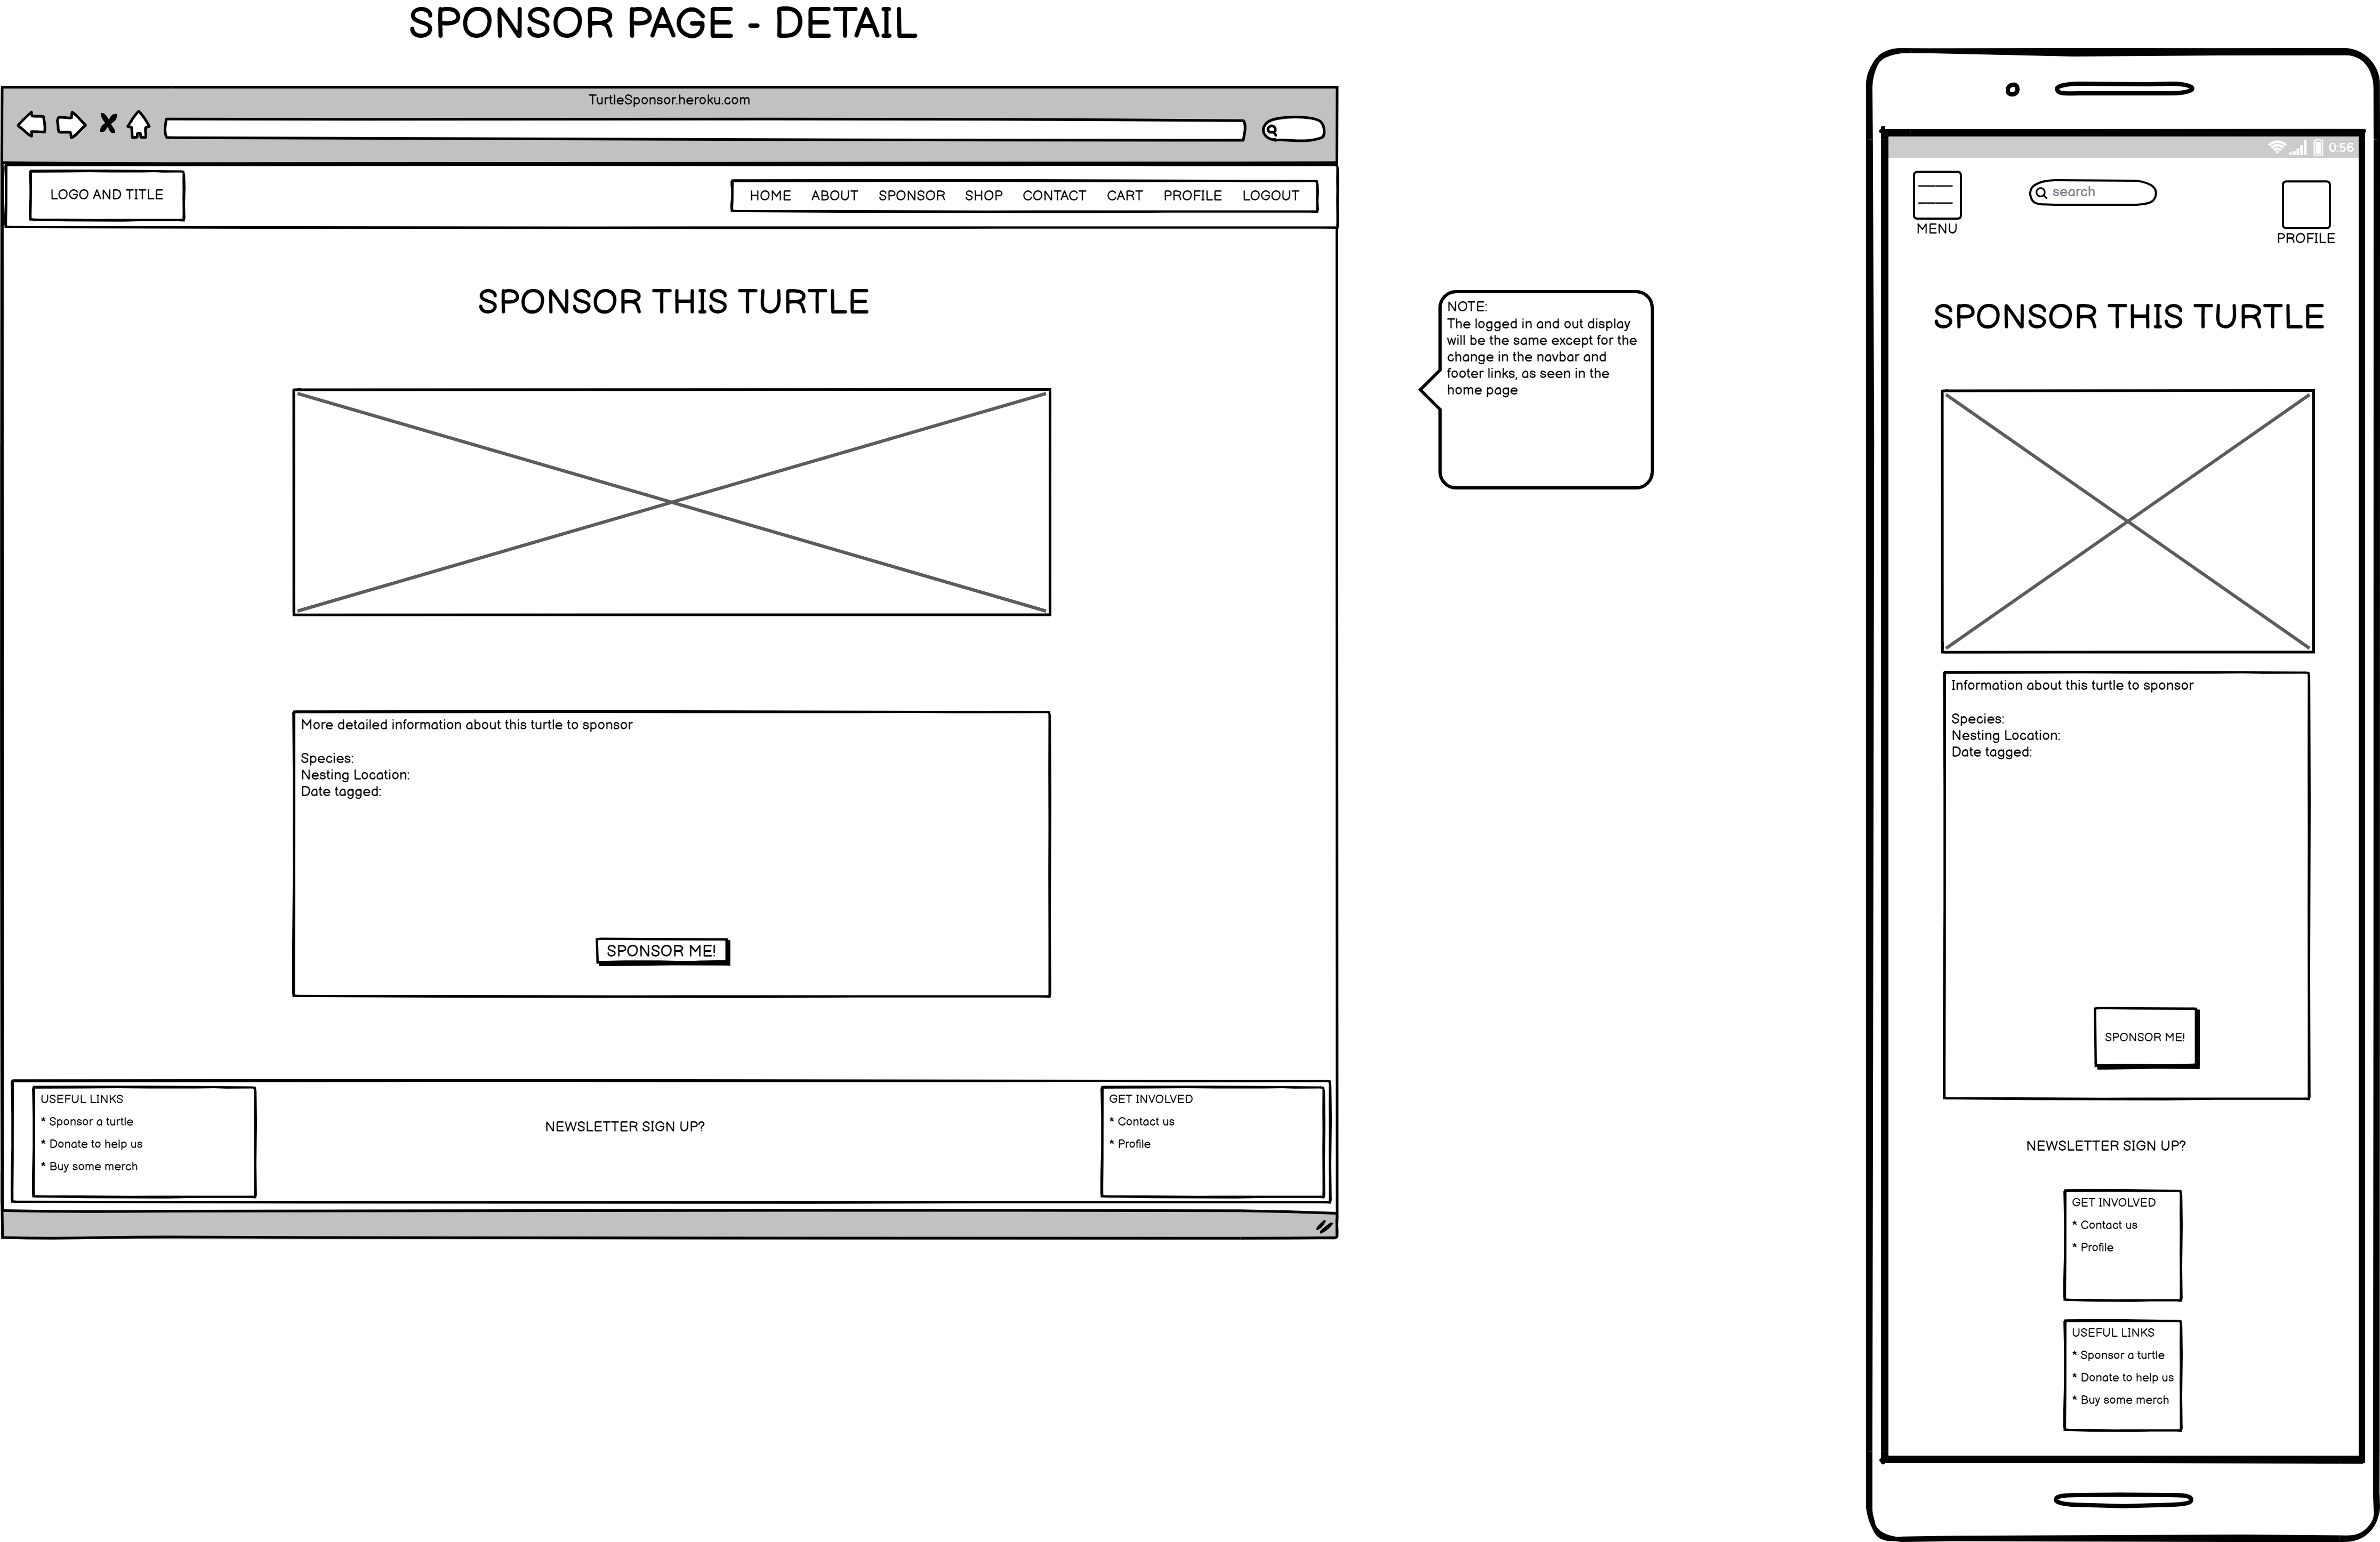 SPONSOR PAGE - DETAIL
TurtleSponsor.heroku.com
LOGO AND TITLE
HOME ABOUT SPONSOR SHOP CONTACT CART PROFILE LOGOUT
SPONSOR THIS TURTLE
More detailed information about this turtle to sponsor
Species:
Nesting Location:
Date tagged:
SPONSOR ME!
USEFUL LINKS
* Sponsor a turtle
* Donate to help us
* Buy some merch
NEWSLETTER SIGN UP?
GET INVOLVED
* Contact us
* Profile
NOTE:
The logged in and out display
will be the same except for the
change in the navbar and
footer links, as seen in the
home page
0:56
MENU
search
PROFILE
SPONSOR THIS TURTLE
Information about this turtle to sponsor
Species:
Nesting Location:
Date tagged:
SPONSOR ME!
NEWSLETTER SIGN UP?
GET INVOLVED
* Contact us
* Profile
USEFUL LINKS
* Sponsor a turtle
* Donate to help us
* Buy some merch